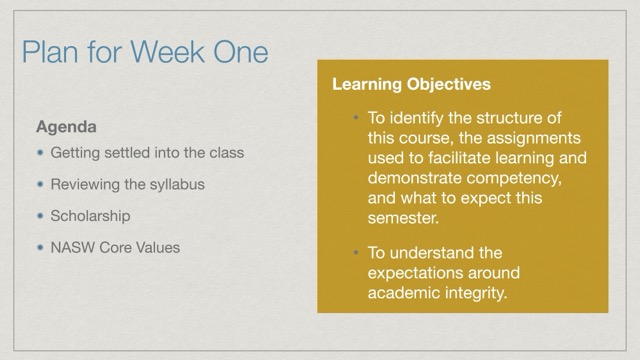 Plan for Week One
Agenda
Getting settled into the class
Reviewing the syllabus
Scholarship
NASW Core Values
Learning Objectives
To identify the structure of
this course, the assignments
used to facilitate learning and
demonstrate competency,
and what to expect this
semester.
To understand the
expectations around
academic integrity.